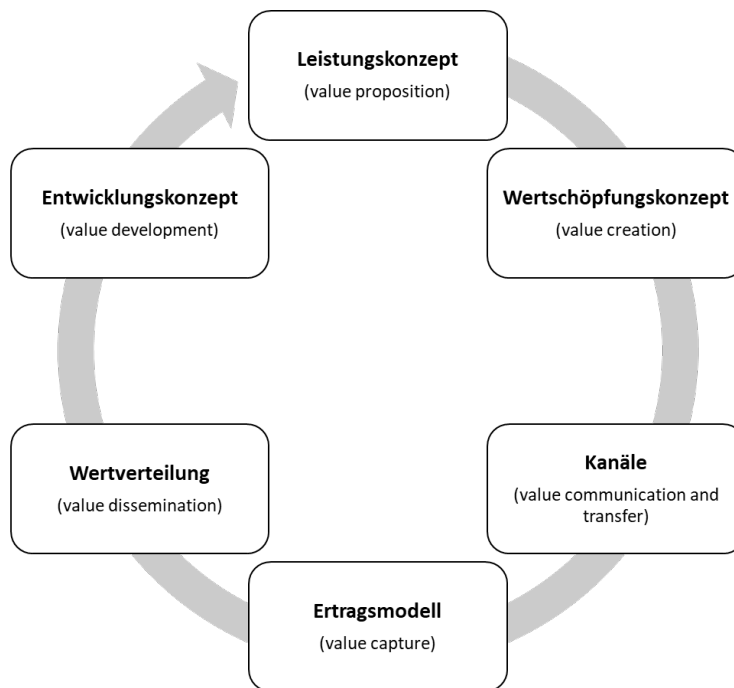 Leistungskonzept
(value proposition)
Wertschöpfungskonzept
(value creation)
Kanäle
(value communication and
transfer)
Ertragsmodell
(value capture)
Wertverteilung
(value dissemination)
Entwicklungskonzept
(value development)